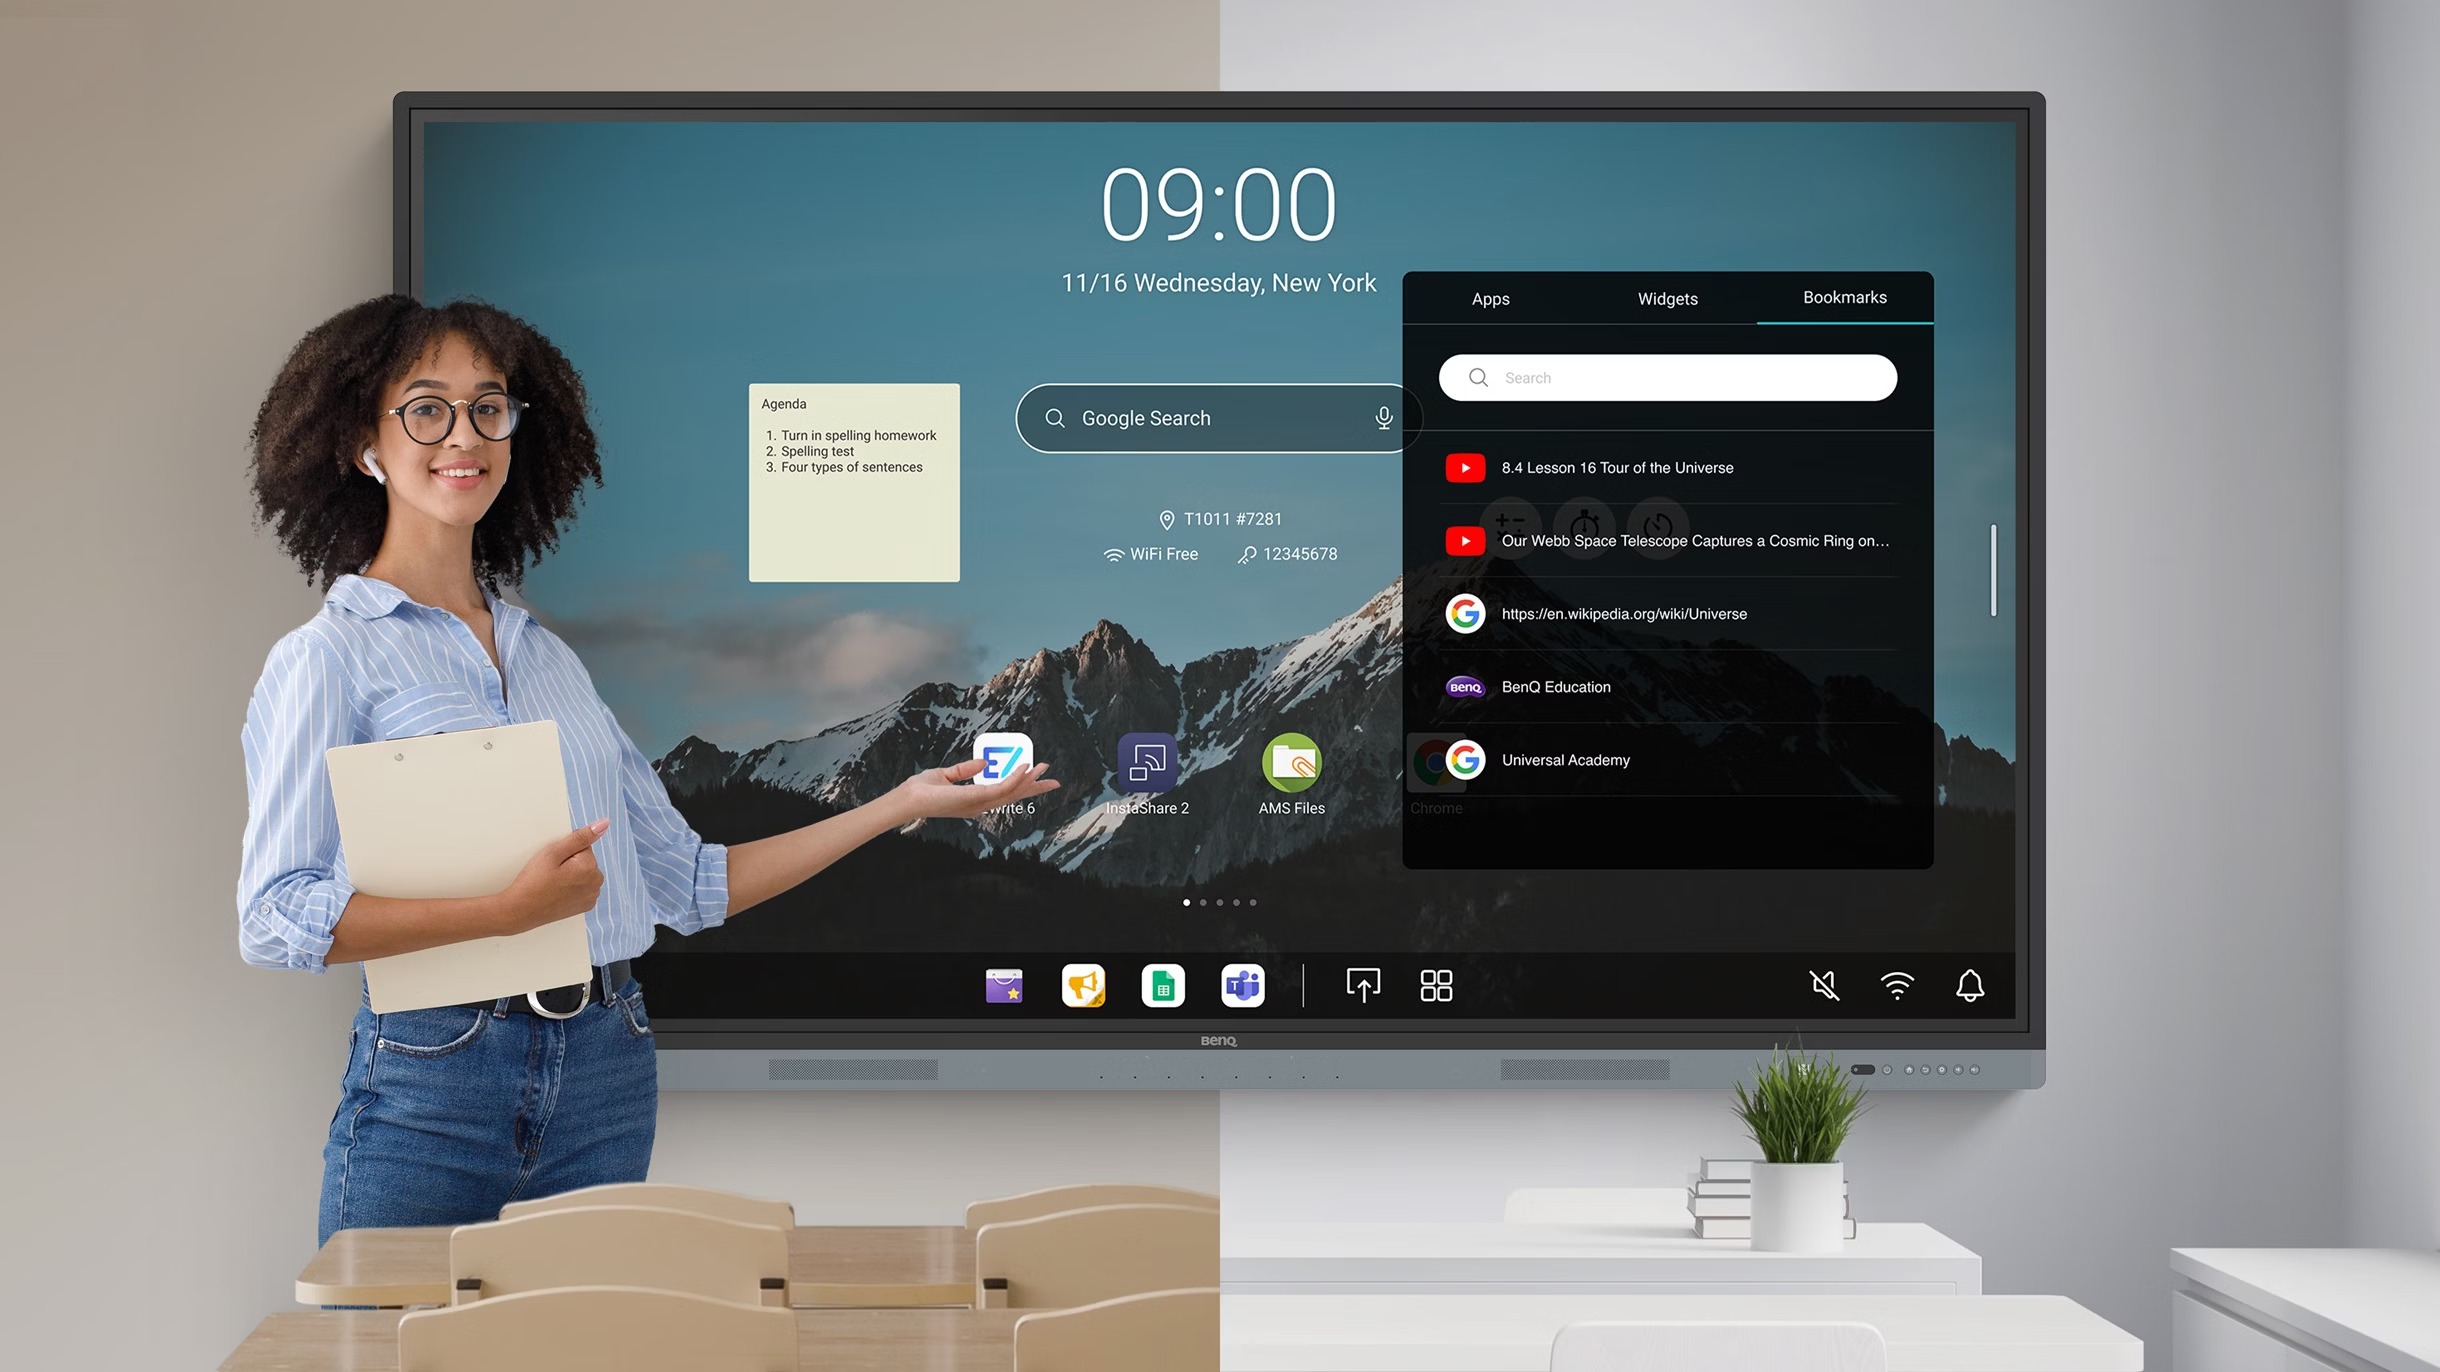 09:00
11/16 Wednesday, New York
Agenda
1. Turn in spelling homework
2. Spelling test
3. Four types of sentences
Google Search
T1011 #7281
WiFi Free 12345678
Apps Widgets Bookmarks
Search
8.4 Lesson 16 Tour of the Universe
Our Webb Space Telescope Captures a Cosmic Ring on...
https://en.wikipedia.org/wiki/Universe
BenQ BenQ Education
Universal Academy
Write 6 InstaShare 2 AMS Files Chrome
BenQ